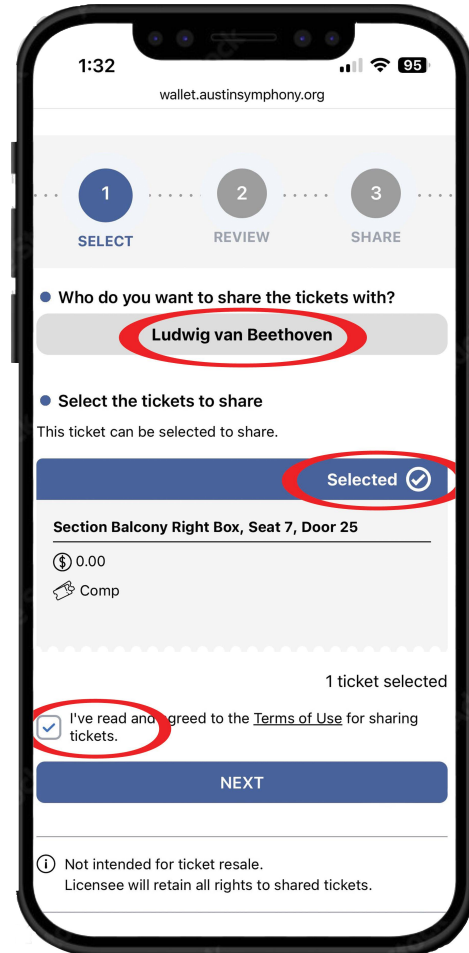 1:32
95
wallet.austinsymphony.org
1
2
3
SELECT
REVIEW
SHARE
Who do you want to share the tickets with?
Ludwig van Beethoven
Select the tickets to share
This ticket can be selected to share.
Selected
Section Balcony Right Box, Seat 7, Door 25
$ 0.00
Comp
1 ticket selected
I've read and agreed to the Terms of Use for sharing
tickets.
NEXT
i Not intended for ticket resale.
Licensee will retain all rights to shared tickets.